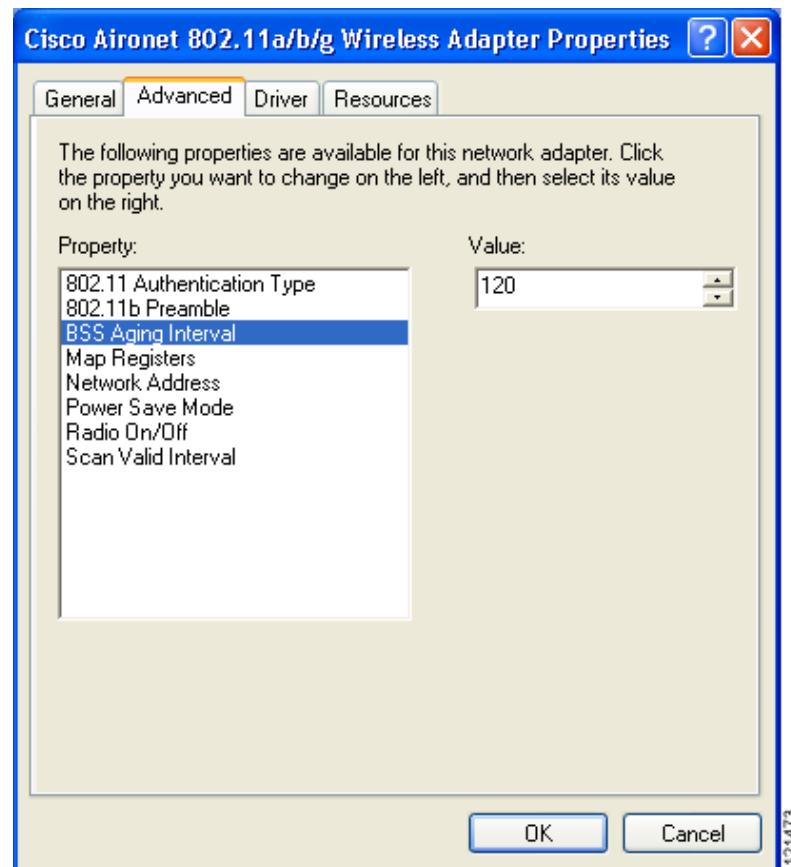 Cisco Aironet 802.11a/b/g Wireless Adapter Properties
General Advanced Driver Resources
The following properties are available for this network adapter. Click
the property you want to change on the left, and then select its value
on the right.
Property:
Value:
802.11 Authentication Type
802.11b Preamble
BSS Aging Interval
Map Registers
Network Address
Power Save Mode
Radio On/Off
Scan Valid Interval
120
OK Cancel
121473